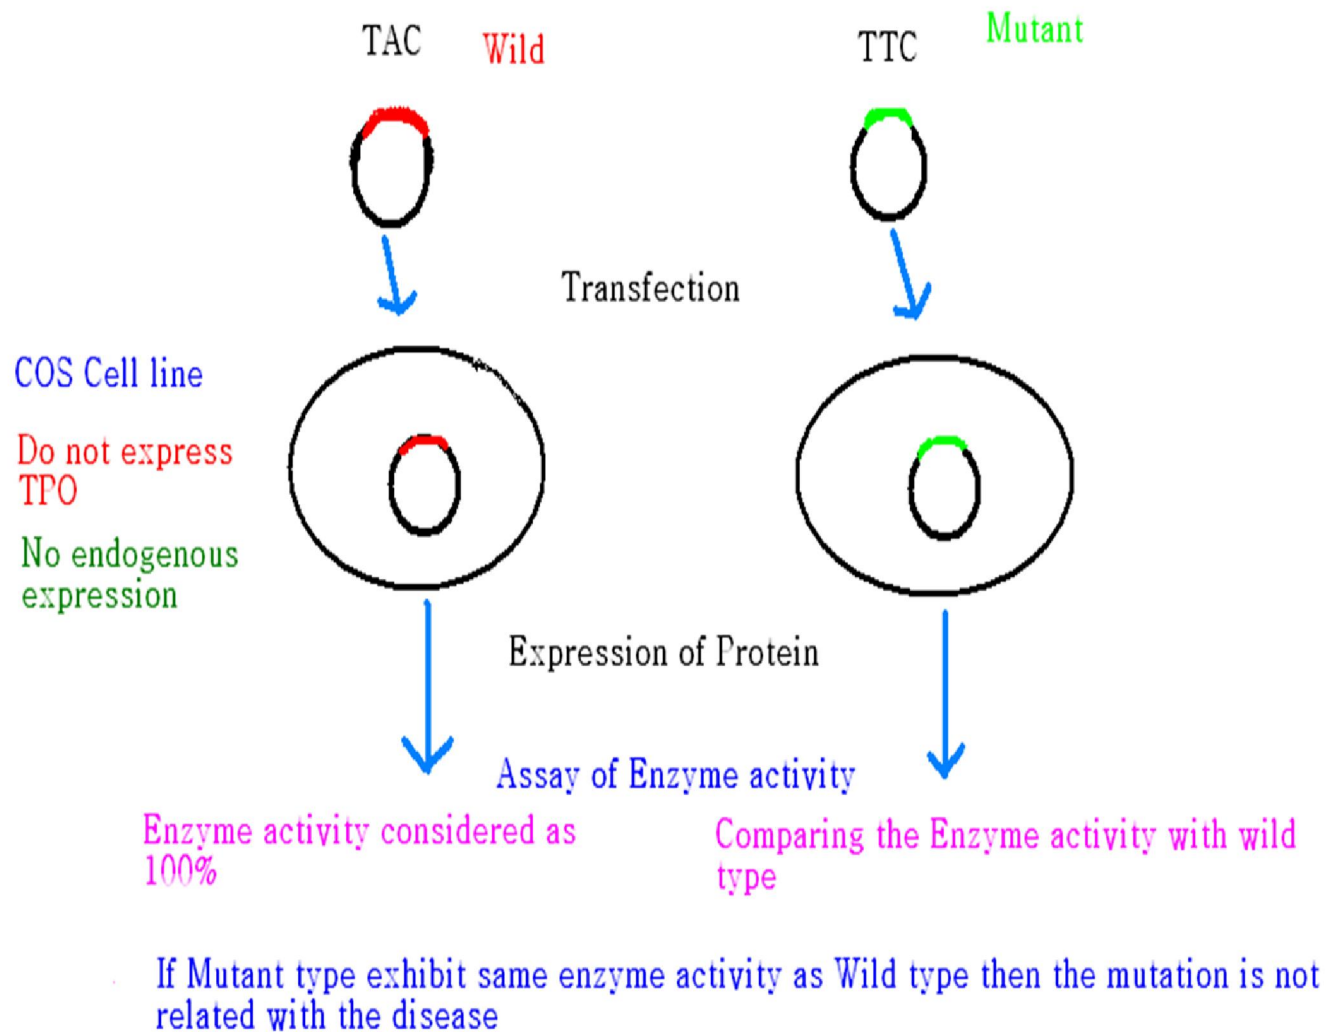 TAC
Wild
TTC
Mutant
Transfection
COS Cell line
Do not express
TPO
No endogenous
expression
Expression of Protein
Assay of Enzyme activity
Enzyme activity considered as
100%
Comparing the Enzyme activity with wild
type
If Mutant type exhibit same enzyme activity as Wild type then the mutation is not
related with the disease